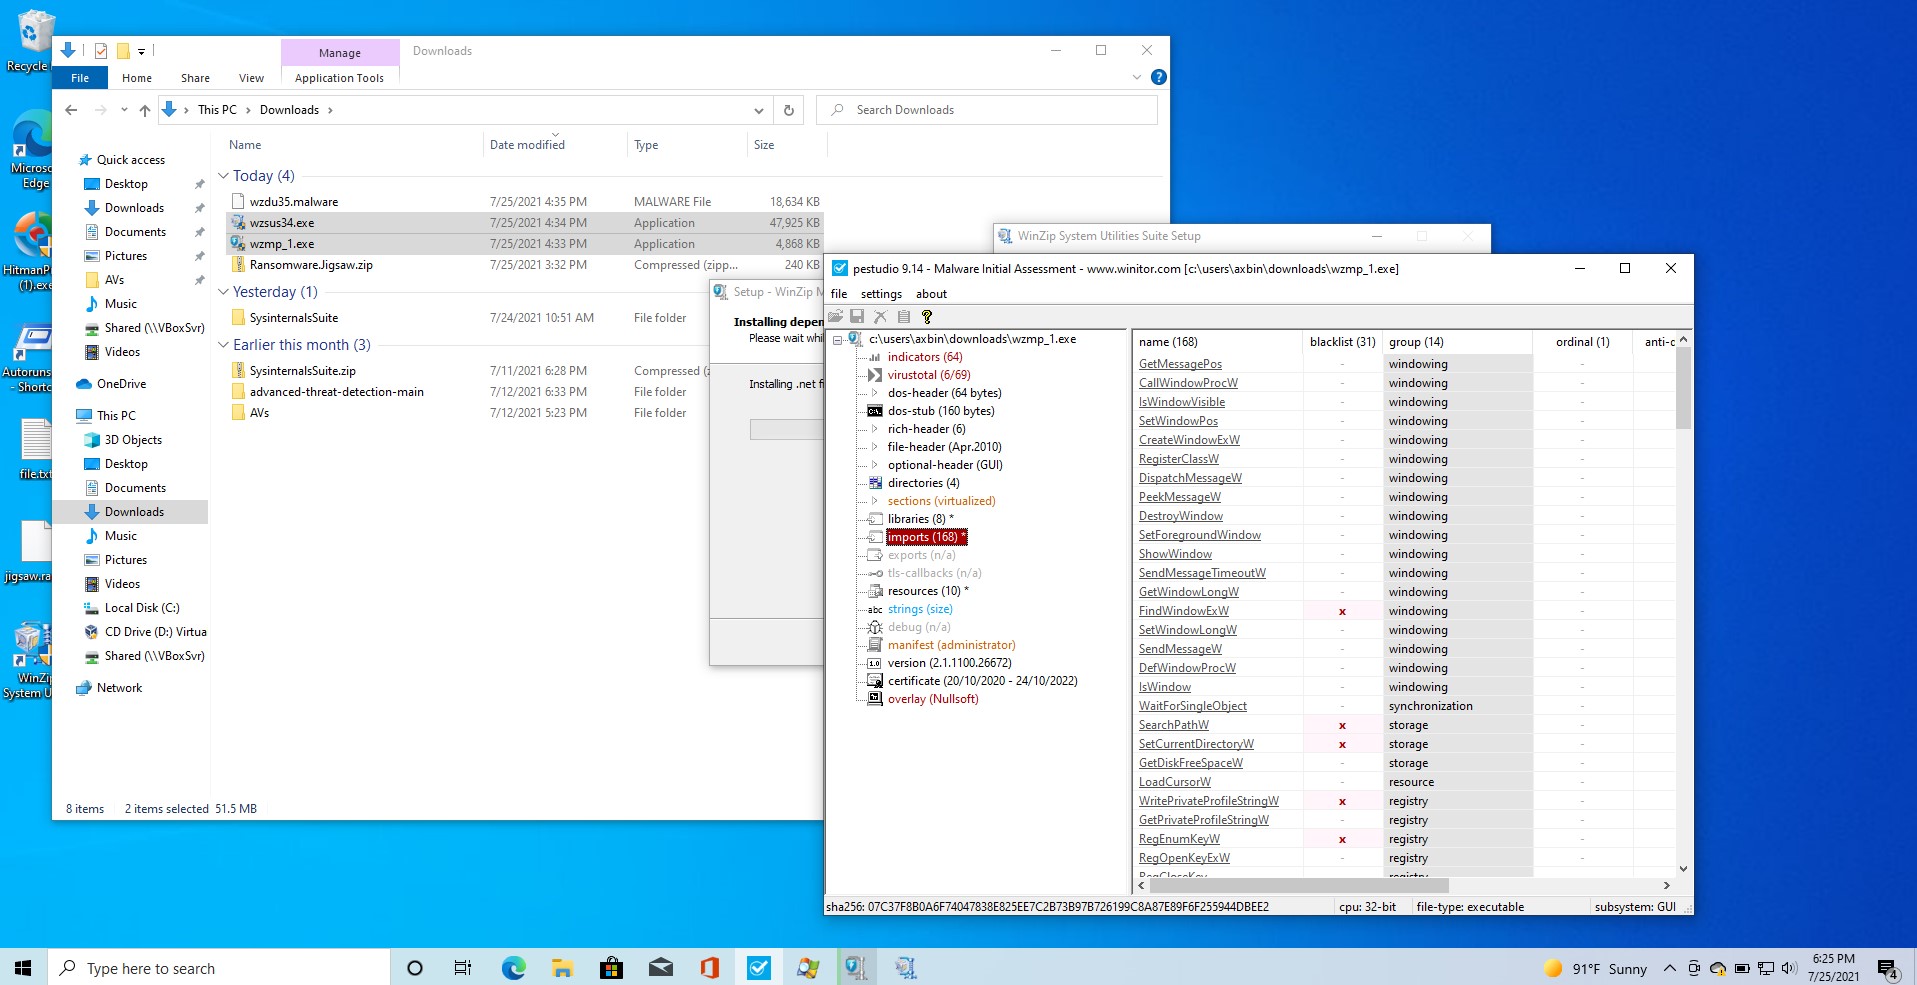 Recycle
Microso
Edge
HitmanP
(1).exe
Autoruns
- Shortc
file.txt
jigsaw.ra
WinZip
System U
Manage
Downloads
File
Home
Share
View
Application Tools
This PC
Downloads
Search Downloads
Quick access
Desktop
Downloads
Documents
Pictures
AVs
Music
Shared (\\VBoxSvr)
Videos
OneDrive
This PC
3D Objects
Desktop
Documents
Downloads
Music
Pictures
Videos
Local Disk (C:)
CD Drive (D:) Virtua
Shared (\\VBoxSvr)
Network
Name Date modified Type Size
Today (4)
wzdu35.malware 7/25/2021 4:35 PM MALWARE File 18,634 KB
wzsus34.exe 7/25/2021 4:34 PM Application 47,925 KB
wzmp_1.exe 7/25/2021 4:33 PM Application 4,868 KB
Ransomware.Jigsaw.zip 7/25/2021 3:32 PM Compressed (zipp... 240 KB
Yesterday (1)
SysinternalsSuite 7/24/2021 10:51 AM File folder
Earlier this month (3)
SysinternalsSuite.zip 7/11/2021 6:28 PM Compressed (z
advanced-threat-detection-main 7/12/2021 6:33 PM File folder
AVs 7/12/2021 5:23 PM File folder
8 items 2 items selected 51.5 MB
Setup - WinZip M
Installing depen
Please wait whil
Installing .net f
WinZip System Utilities Suite Setup
pestudio 9.14 - Malware Initial Assessment - www.winitor.com [c:\users\axbin\downloads\wzmp_1.exe]
file settings about
c:\users\axbin\downloads\wzmp_1.exe
indicators (64)
virustotal (6/69)
dos-header (64 bytes)
dos-stub (160 bytes)
rich-header (6)
file-header (Apr.2010)
optional-header (GUI)
directories (4)
sections (virtualized)
libraries (8) *
imports (168) *
exports (n/a)
tls-callbacks (n/a)
resources (10) *
abc strings (size)
debug (n/a)
manifest (administrator)
1.0 version (2.1.1100.26672)
certificate (20/10/2020 - 24/10/2022)
overlay (Nullsoft)
name (168) blacklist (31) group (14) ordinal (1) anti-d
GetMessagePos - windowing -
CallWindowProcW - windowing -
IsWindowVisible - windowing -
SetWindowPos - windowing -
CreateWindowExW - windowing -
RegisterClassW - windowing -
DispatchMessageW - windowing -
PeekMessageW - windowing -
DestroyWindow - windowing -
SetForegroundWindow - windowing -
ShowWindow - windowing -
SendMessageTimeoutW - windowing -
GetWindowLongW - windowing -
FindWindowExW x windowing -
SetWindowLongW - windowing -
SendMessageW - windowing -
DefWindowProcW - windowing -
IsWindow - windowing -
WaitForSingleObject - synchronization -
SearchPathW x storage -
SetCurrentDirectoryW x storage -
GetDiskFreeSpaceW - storage -
LoadCursorW - resource -
WritePrivateProfileStringW x registry -
GetPrivateProfileStringW - registry -
RegEnumKeyW x registry -
RegOpenKeyExW - registry -
RegCloseKey registry
sha256: 07C37F8B0A6F74047838E825EE7C2B73B97B726199C8A87E89F6F255944DBEE2 cpu: 32-bit file-type: executable subsystem: GUI
Type here to search
91°F Sunny
6:25 PM
7/25/2021
4